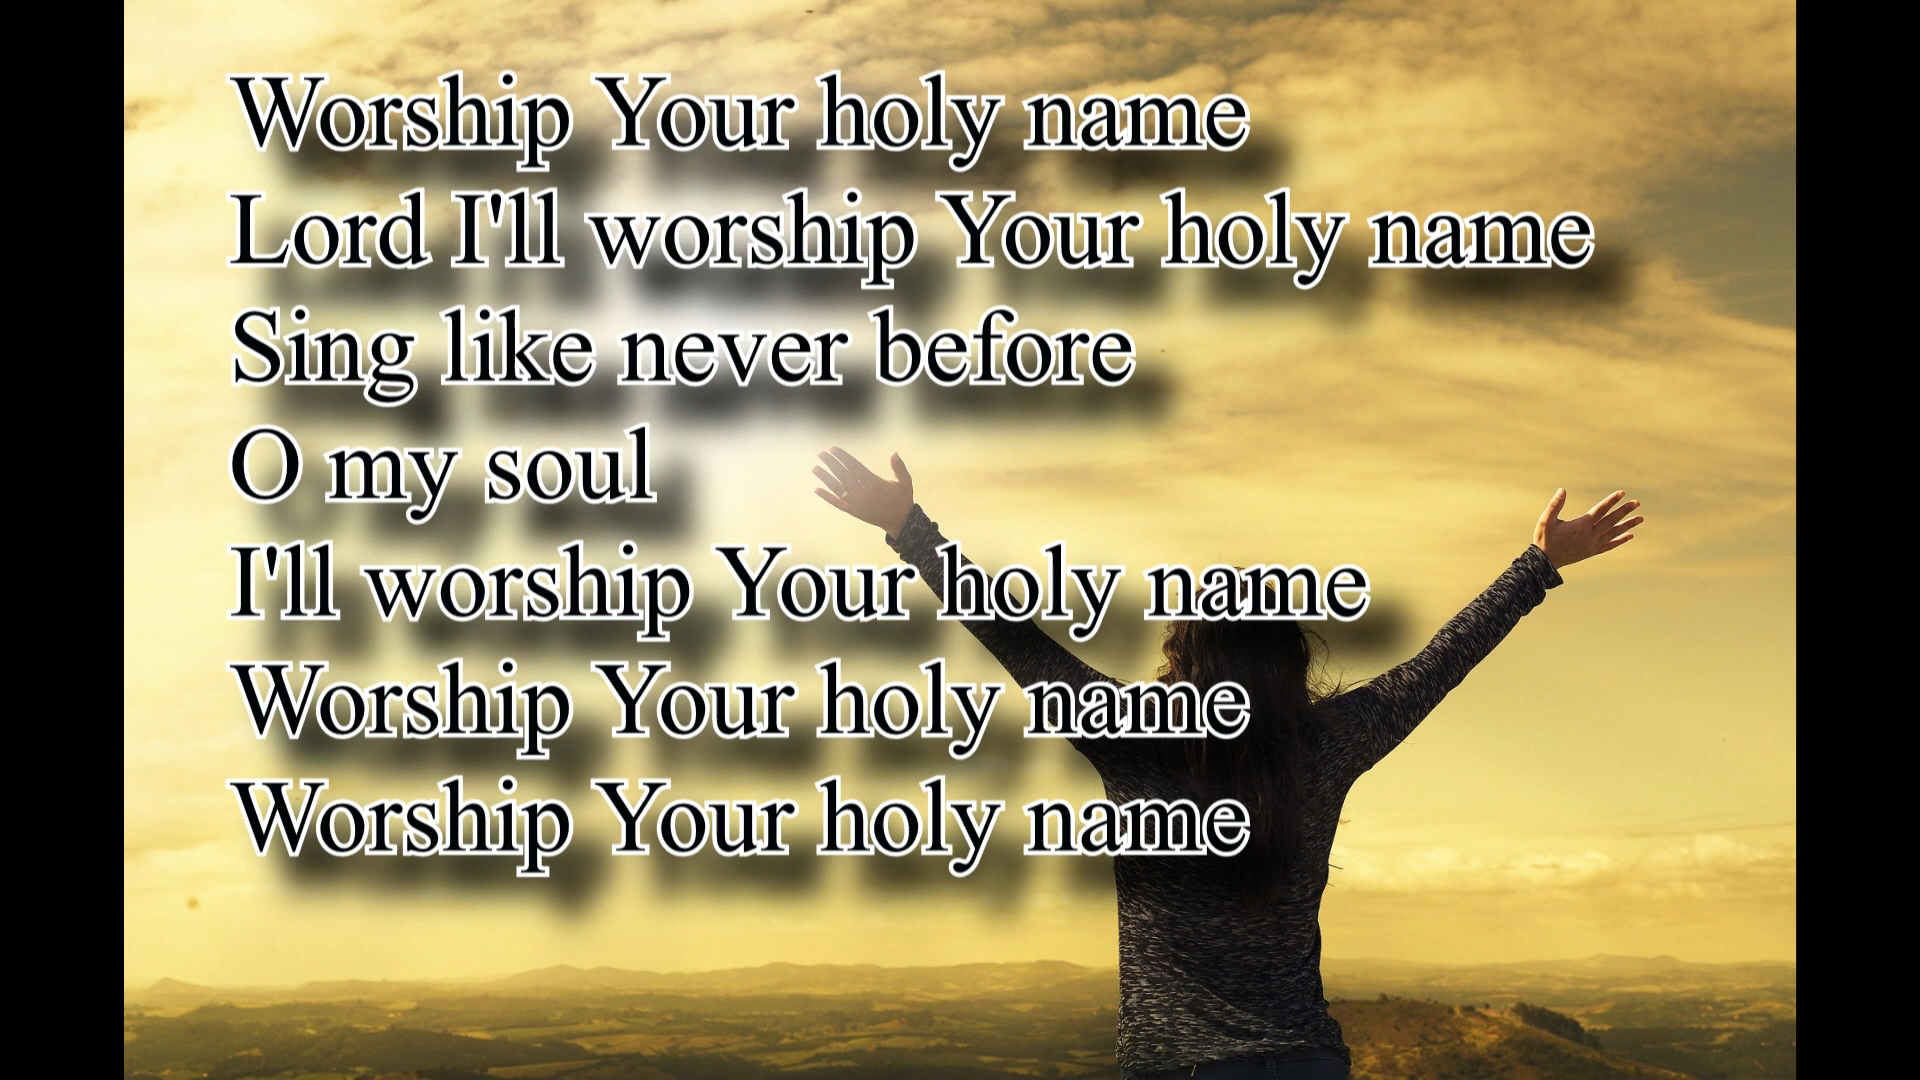 Worship Your holy name
Lord I'll worship Your holy name
Sing like never before
O my soul
I'll worship Your holy name
Worship Your holy name
Worship Your holy name